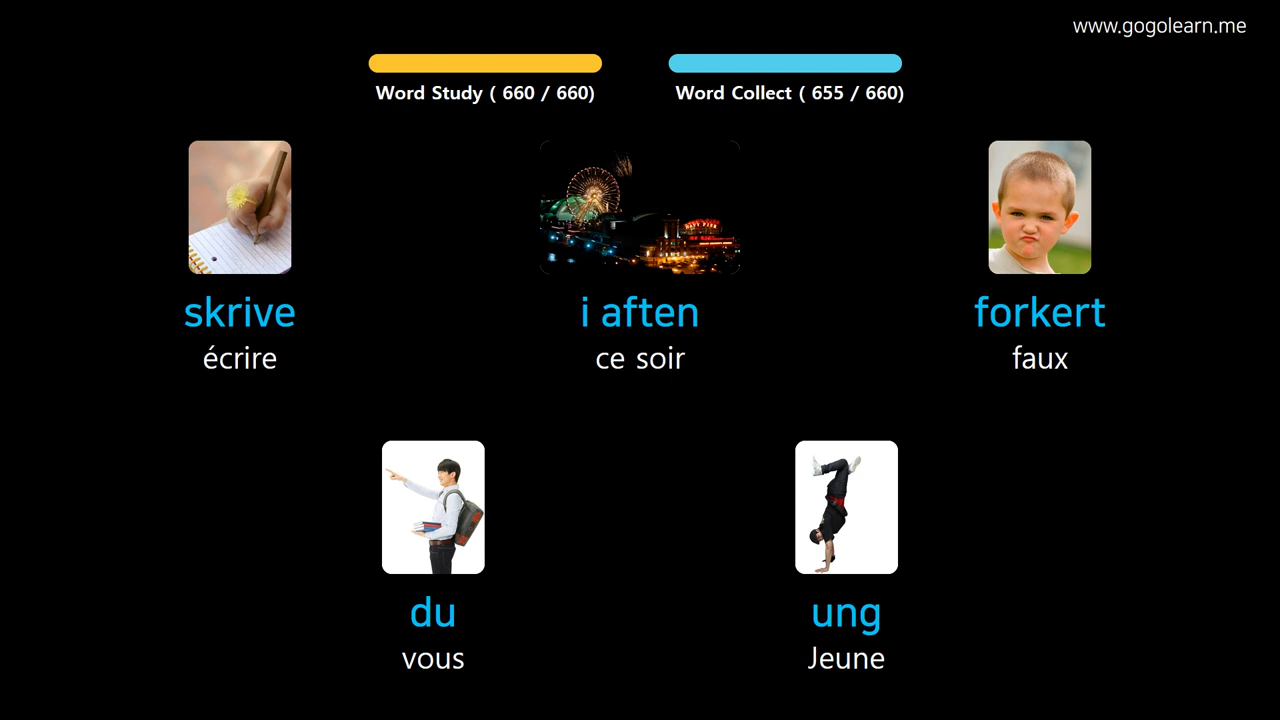 www.gogolearn.me
Word Study ( 660 / 660)
Word Collect ( 655 / 660)
skrive
écrire
i aften
ce soir
forkert
faux
du
vous
ung
Jeune